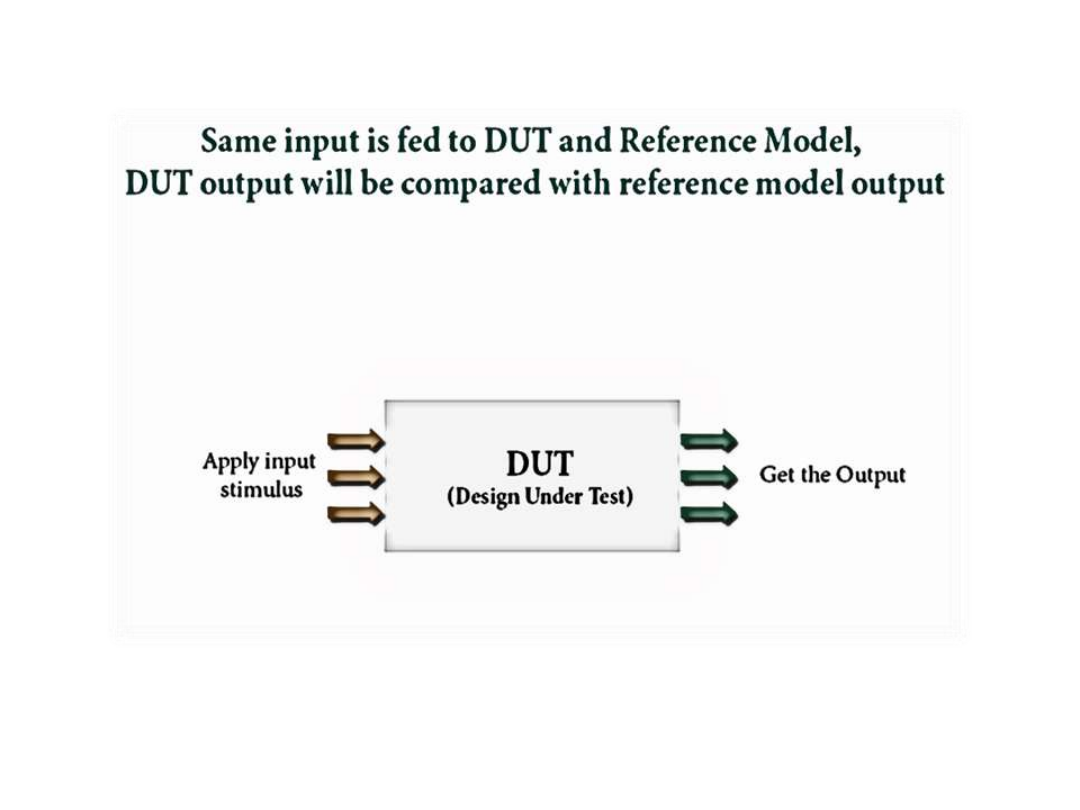 Same input is fed to DUT and Reference Model,
DUT output will be compared with reference model output
Apply input
stimulus
DUT
(Design Under Test)
Get the Output